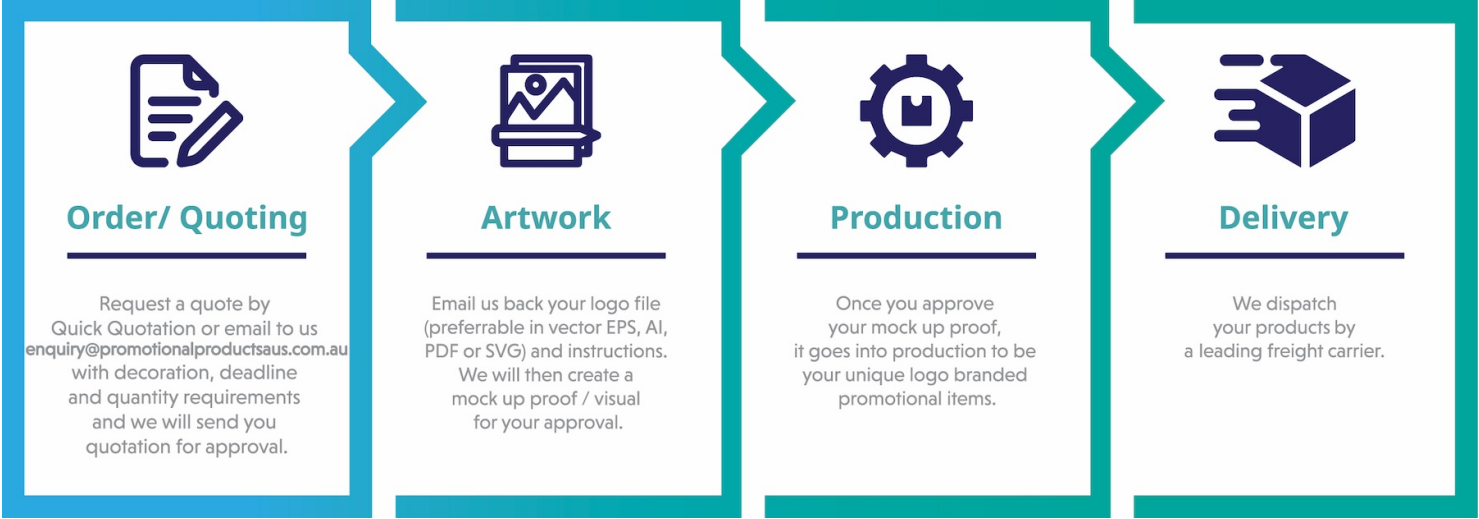 Order/ Quoting
Request a quote by
Quick Quotation or email to us
enquiry@promotionalproductsaus.com.au
with decoration, deadline
and quantity requirements
and we will send you
quotation for approval.
Artwork
Email us back your logo file
(preferrable in vector EPS, AI,
PDF or SVG) and instructions.
We will then create a
mock up proof / visual
for your approval.
Production
Once you approve
your mock up proof,
it goes into production to be
your unique logo branded
promotional items.
Delivery
We dispatch
your products by
a leading freight carrier.